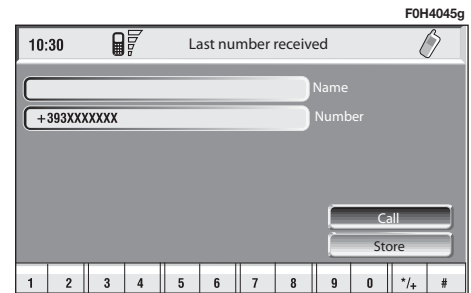 F0H4045g
10:30 Last number received
Name
+393XXXXXXX Number
Call
Store
1 2 3 4 5 6 7 8 9 0 */+ #